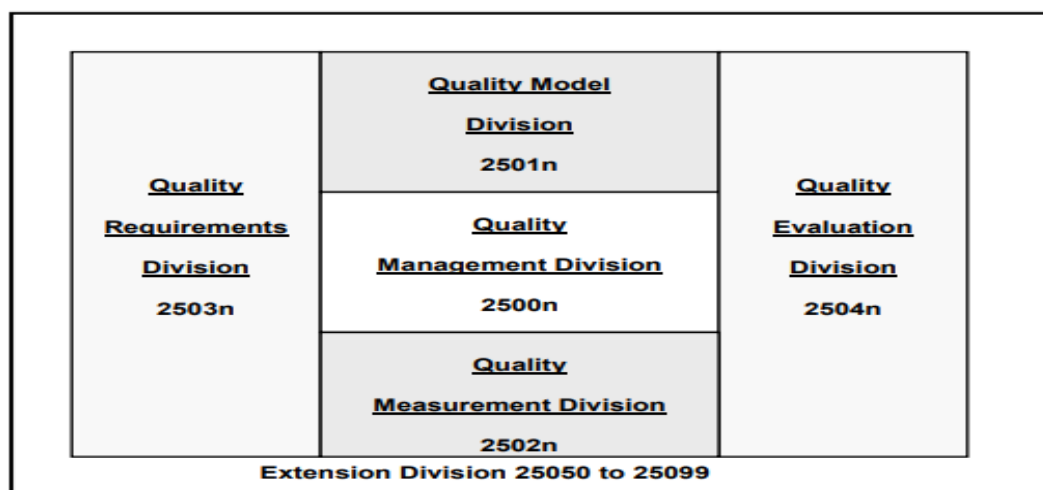 Quality Model
Division
2501n
Quality
Requirements
Division
2503n
Quality
Management Division
2500n
Quality
Evaluation
Division
2504n
Quality
Measurement Division
2502n
Extension Division 25050 to 25099